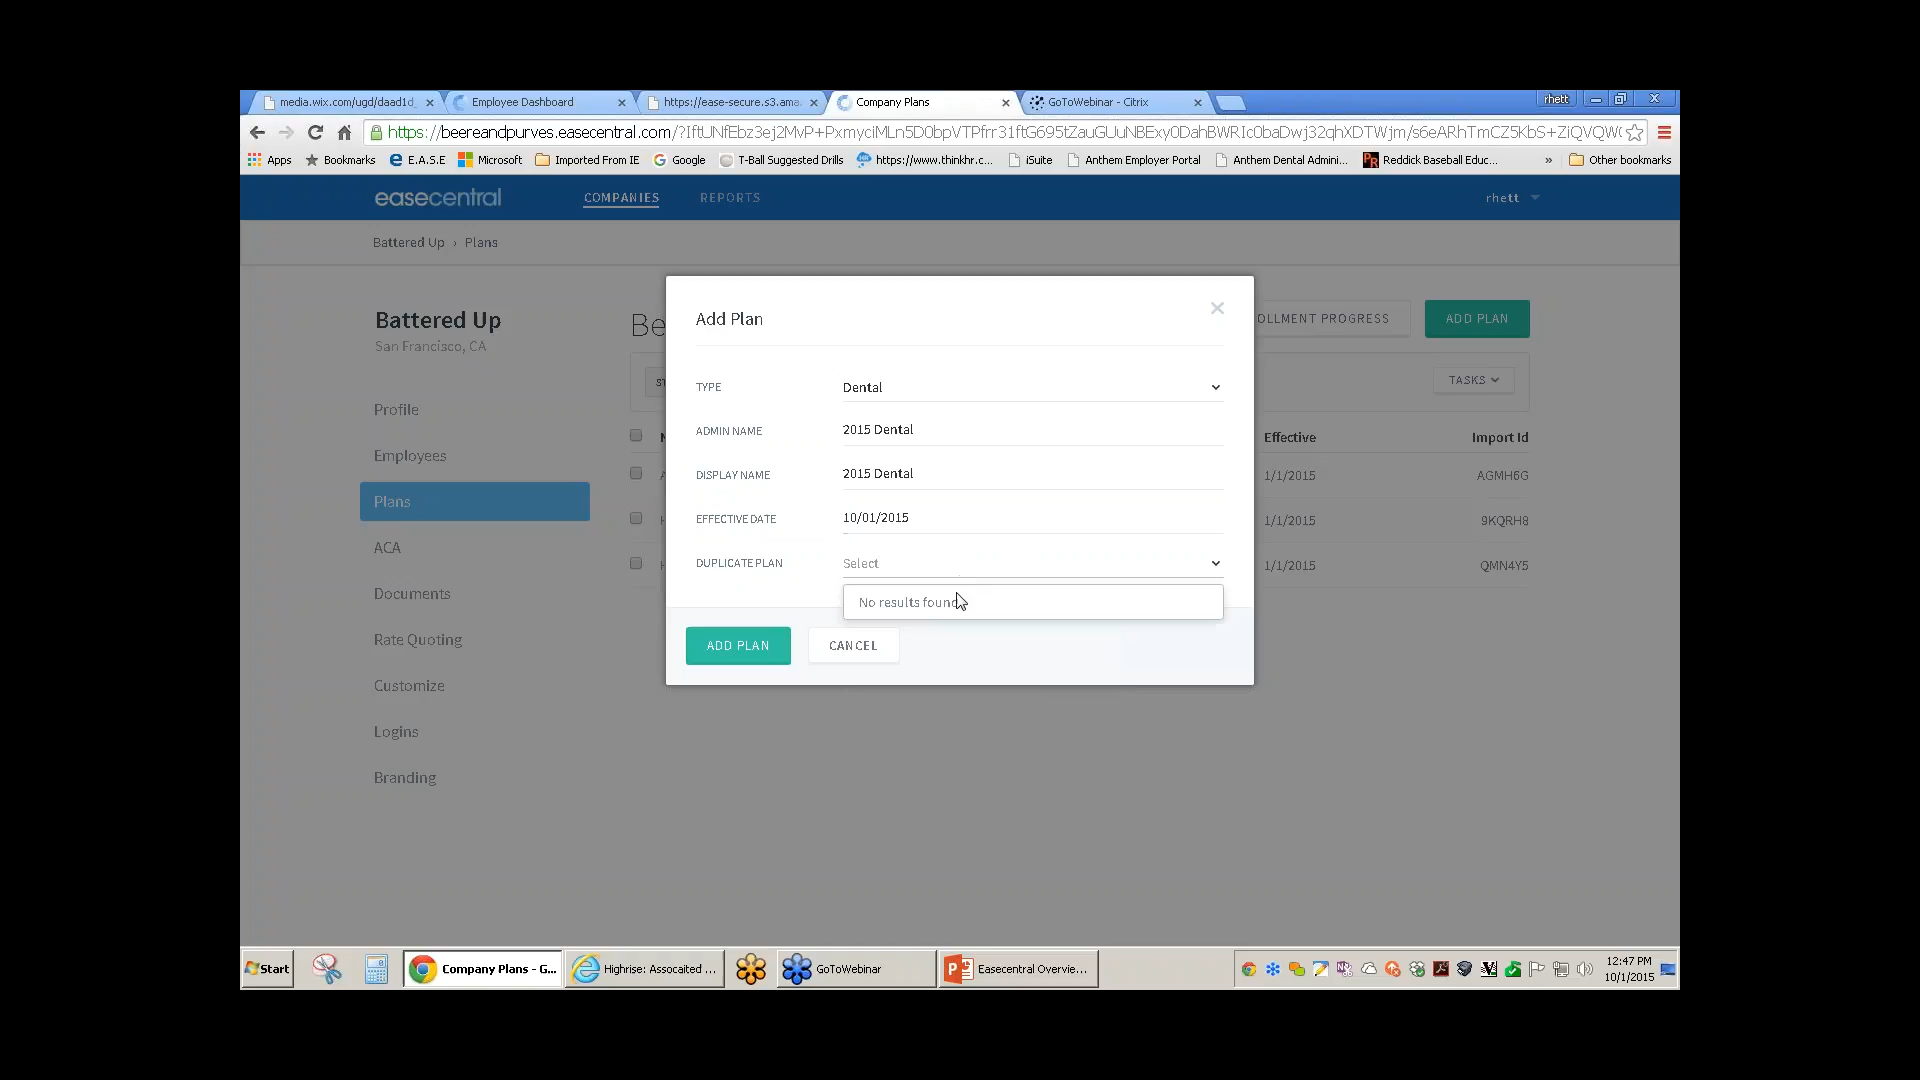 media.wix.com/ugd/daad1d_
Employee Dashboard
https://ease-secure.s3.ama
Company Plans
GoToWebinar - Citrix
rhett
https://beereandpurves.easecentral.com/
Apps
Bookmarks
E.A.S.E
Microsoft
Imported From IE
Google
T-Ball Suggested Drills
https://www.thinkhr.c...
iSuite
Anthem Employer Portal
Anthem Dental Admini...
Reddick Baseball Educ...
»
Other bookmarks
easecentral
COMPANIES
REPORTS
rhett
Battered Up › Plans
Battered Up
San Francisco, CA
Profile
Employees
Plans
ACA
Documents
Rate Quoting
Customize
Logins
Branding
Be
OLLMENT PROGRESS
ADD PLAN
TASKS
Effective
Import Id
1/1/2015
AGMH6G
1/1/2015
9KQRH8
1/1/2015
QMN4Y5
Add Plan
TYPE
Dental
ADMIN NAME
2015 Dental
DISPLAY NAME
2015 Dental
EFFECTIVE DATE
10/01/2015
DUPLICATE PLAN
Select
No results found
ADD PLAN
CANCEL
Start
Company Plans - G...
Highrise: Assocaited ...
GoToWebinar
Easecentral Overvie...
12:47 PM
10/1/2015